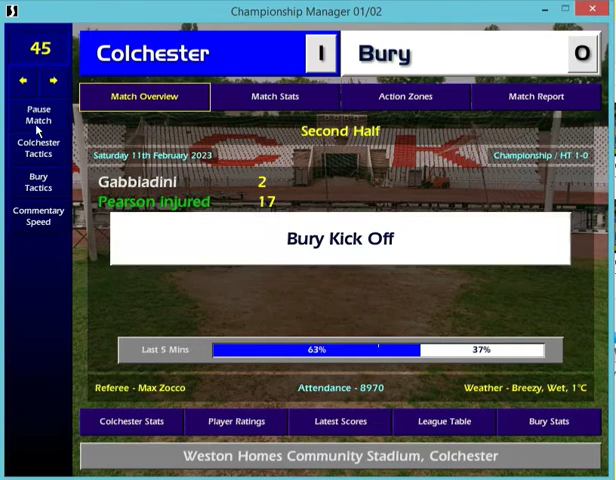 Championship Manager 01/02
45
Colchester 1
Bury 0
Match Overview
Match Stats
Action Zones
Match Report
Pause
Match
Colchester
Tactics
Bury
Tactics
Commentary
Speed
Second Half
Saturday 11th February 2023
Championship / HT 1-0
Gabbiadini 2
Pearson injured 17
Bury Kick Off
Last 5 Mins 63% 37%
Referee - Max Zocco
Attendance - 8970
Weather - Breezy, Wet, 1°C
Colchester Stats
Player Ratings
Latest Scores
League Table
Bury Stats
Weston Homes Community Stadium, Colchester